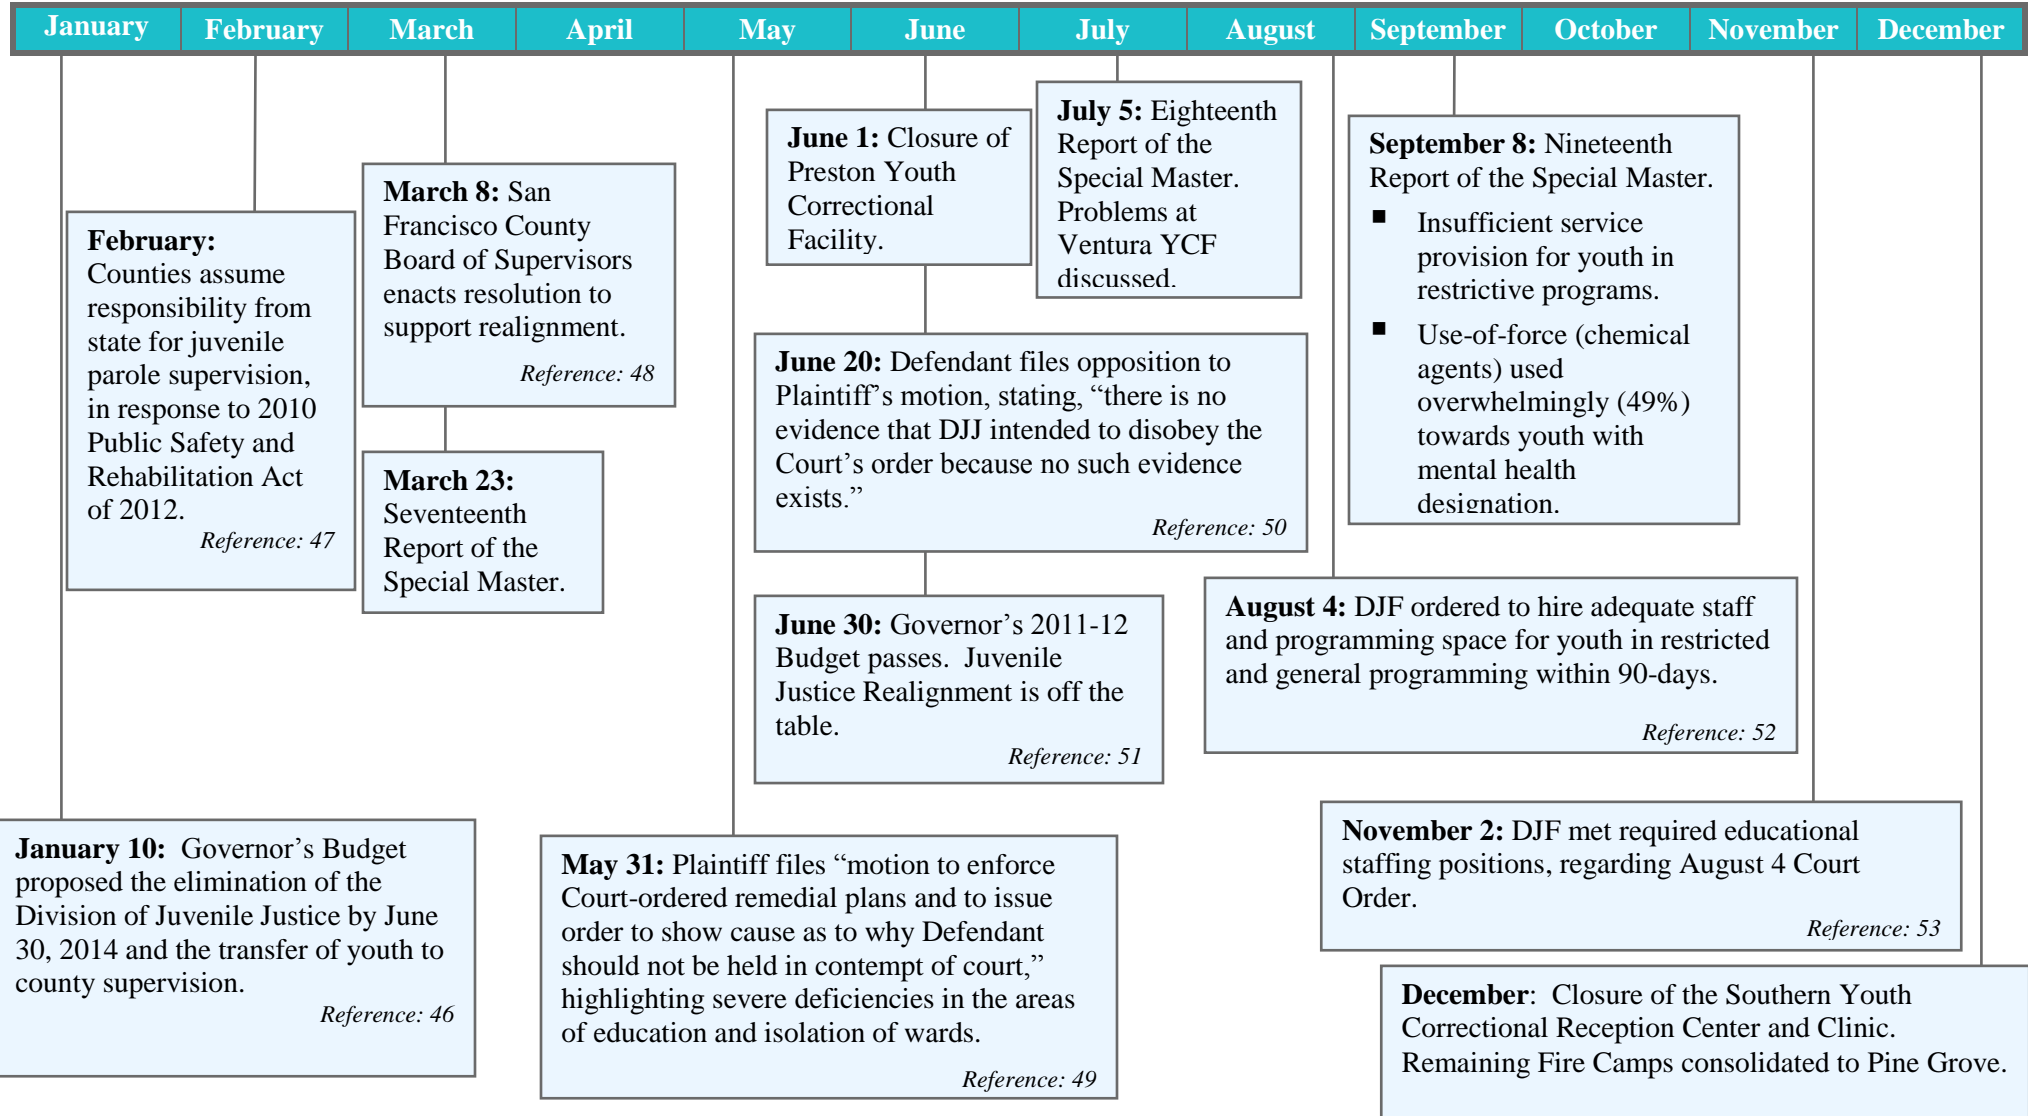 January February March April May June July August September October November December
February:
Counties assume
responsibility from
state for juvenile
parole supervision,
in response to 2010
Public Safety and
Rehabilitation Act
of 2012.
Reference: 47
March 8: San
Francisco County
Board of Supervisors
enacts resolution to
support realignment.
Reference: 48
March 23:
Seventeenth
Report of the
Special Master.
June 1: Closure of
Preston Youth
Correctional
Facility.
July 5: Eighteenth
Report of the
Special Master.
Problems at
Ventura YCF
discussed.
September 8: Nineteenth
Report of the Special Master.
▪ Insufficient service
provision for youth in
restrictive programs.
▪ Use-of-force (chemical
agents) used
overwhelmingly (49%)
towards youth with
mental health
designation.
June 20: Defendant files opposition to
Plaintiff’s motion, stating, “there is no
evidence that DJJ intended to disobey the
Court’s order because no such evidence
exists.”
Reference: 50
June 30: Governor’s 2011-12
Budget passes. Juvenile
Justice Realignment is off the
table.
Reference: 51
August 4: DJF ordered to hire adequate staff
and programming space for youth in restricted
and general programming within 90-days.
Reference: 52
January 10: Governor’s Budget
proposed the elimination of the
Division of Juvenile Justice by June
30, 2014 and the transfer of youth to
county supervision.
Reference: 46
May 31: Plaintiff files “motion to enforce
Court-ordered remedial plans and to issue
order to show cause as to why Defendant
should not be held in contempt of court,”
highlighting severe deficiencies in the areas
of education and isolation of wards.
Reference: 49
November 2: DJF met required educational
staffing positions, regarding August 4 Court
Order.
Reference: 53
December: Closure of the Southern Youth
Correctional Reception Center and Clinic.
Remaining Fire Camps consolidated to Pine Grove.